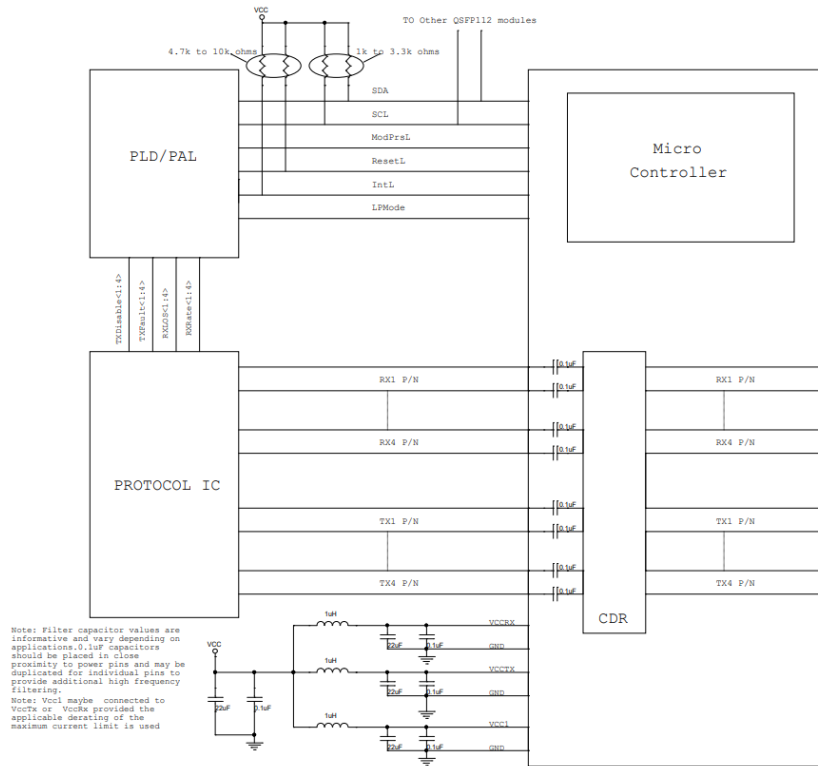 VCC
TO Other QSFP112 modules
4.7k to 10k ohms
1k to 3.3k ohms
SDA
SCL
ModPrsL
ResetL
IntL
LPMode
PLD/PAL
Micro
Controller
TXDisable<1:4>
TXFault<1:4>
RXLOS<1:4>
RXRate<1:4>
PROTOCOL IC
0.1uF
RX1 P/N
0.1uF
RX1 P/N
0.1uF
RX4 P/N
0.1uF
RX4 P/N
0.1uF
TX1 P/N
0.1uF
TX1 P/N
0.1uF
TX4 P/N
0.1uF
TX4 P/N
CDR
Note: Filter capacitor values are
informative and vary depending on
applications.0.1uF capacitors
should be placed in close
proximity to power pins and may be
duplicated for individual pins to
provide additional high frequency
filtering.
Note: Vcc1 maybe connected to
VccTx or VccRx provided the
applicable derating of the
maximum current limit is used
VCC
22uF
0.1uF
1uH
VCCRX
22uF
0.1uF
GND
1uH
VCCTX
22uF
0.1uF
GND
1uH
VCC1
22uF
0.1uF
GND